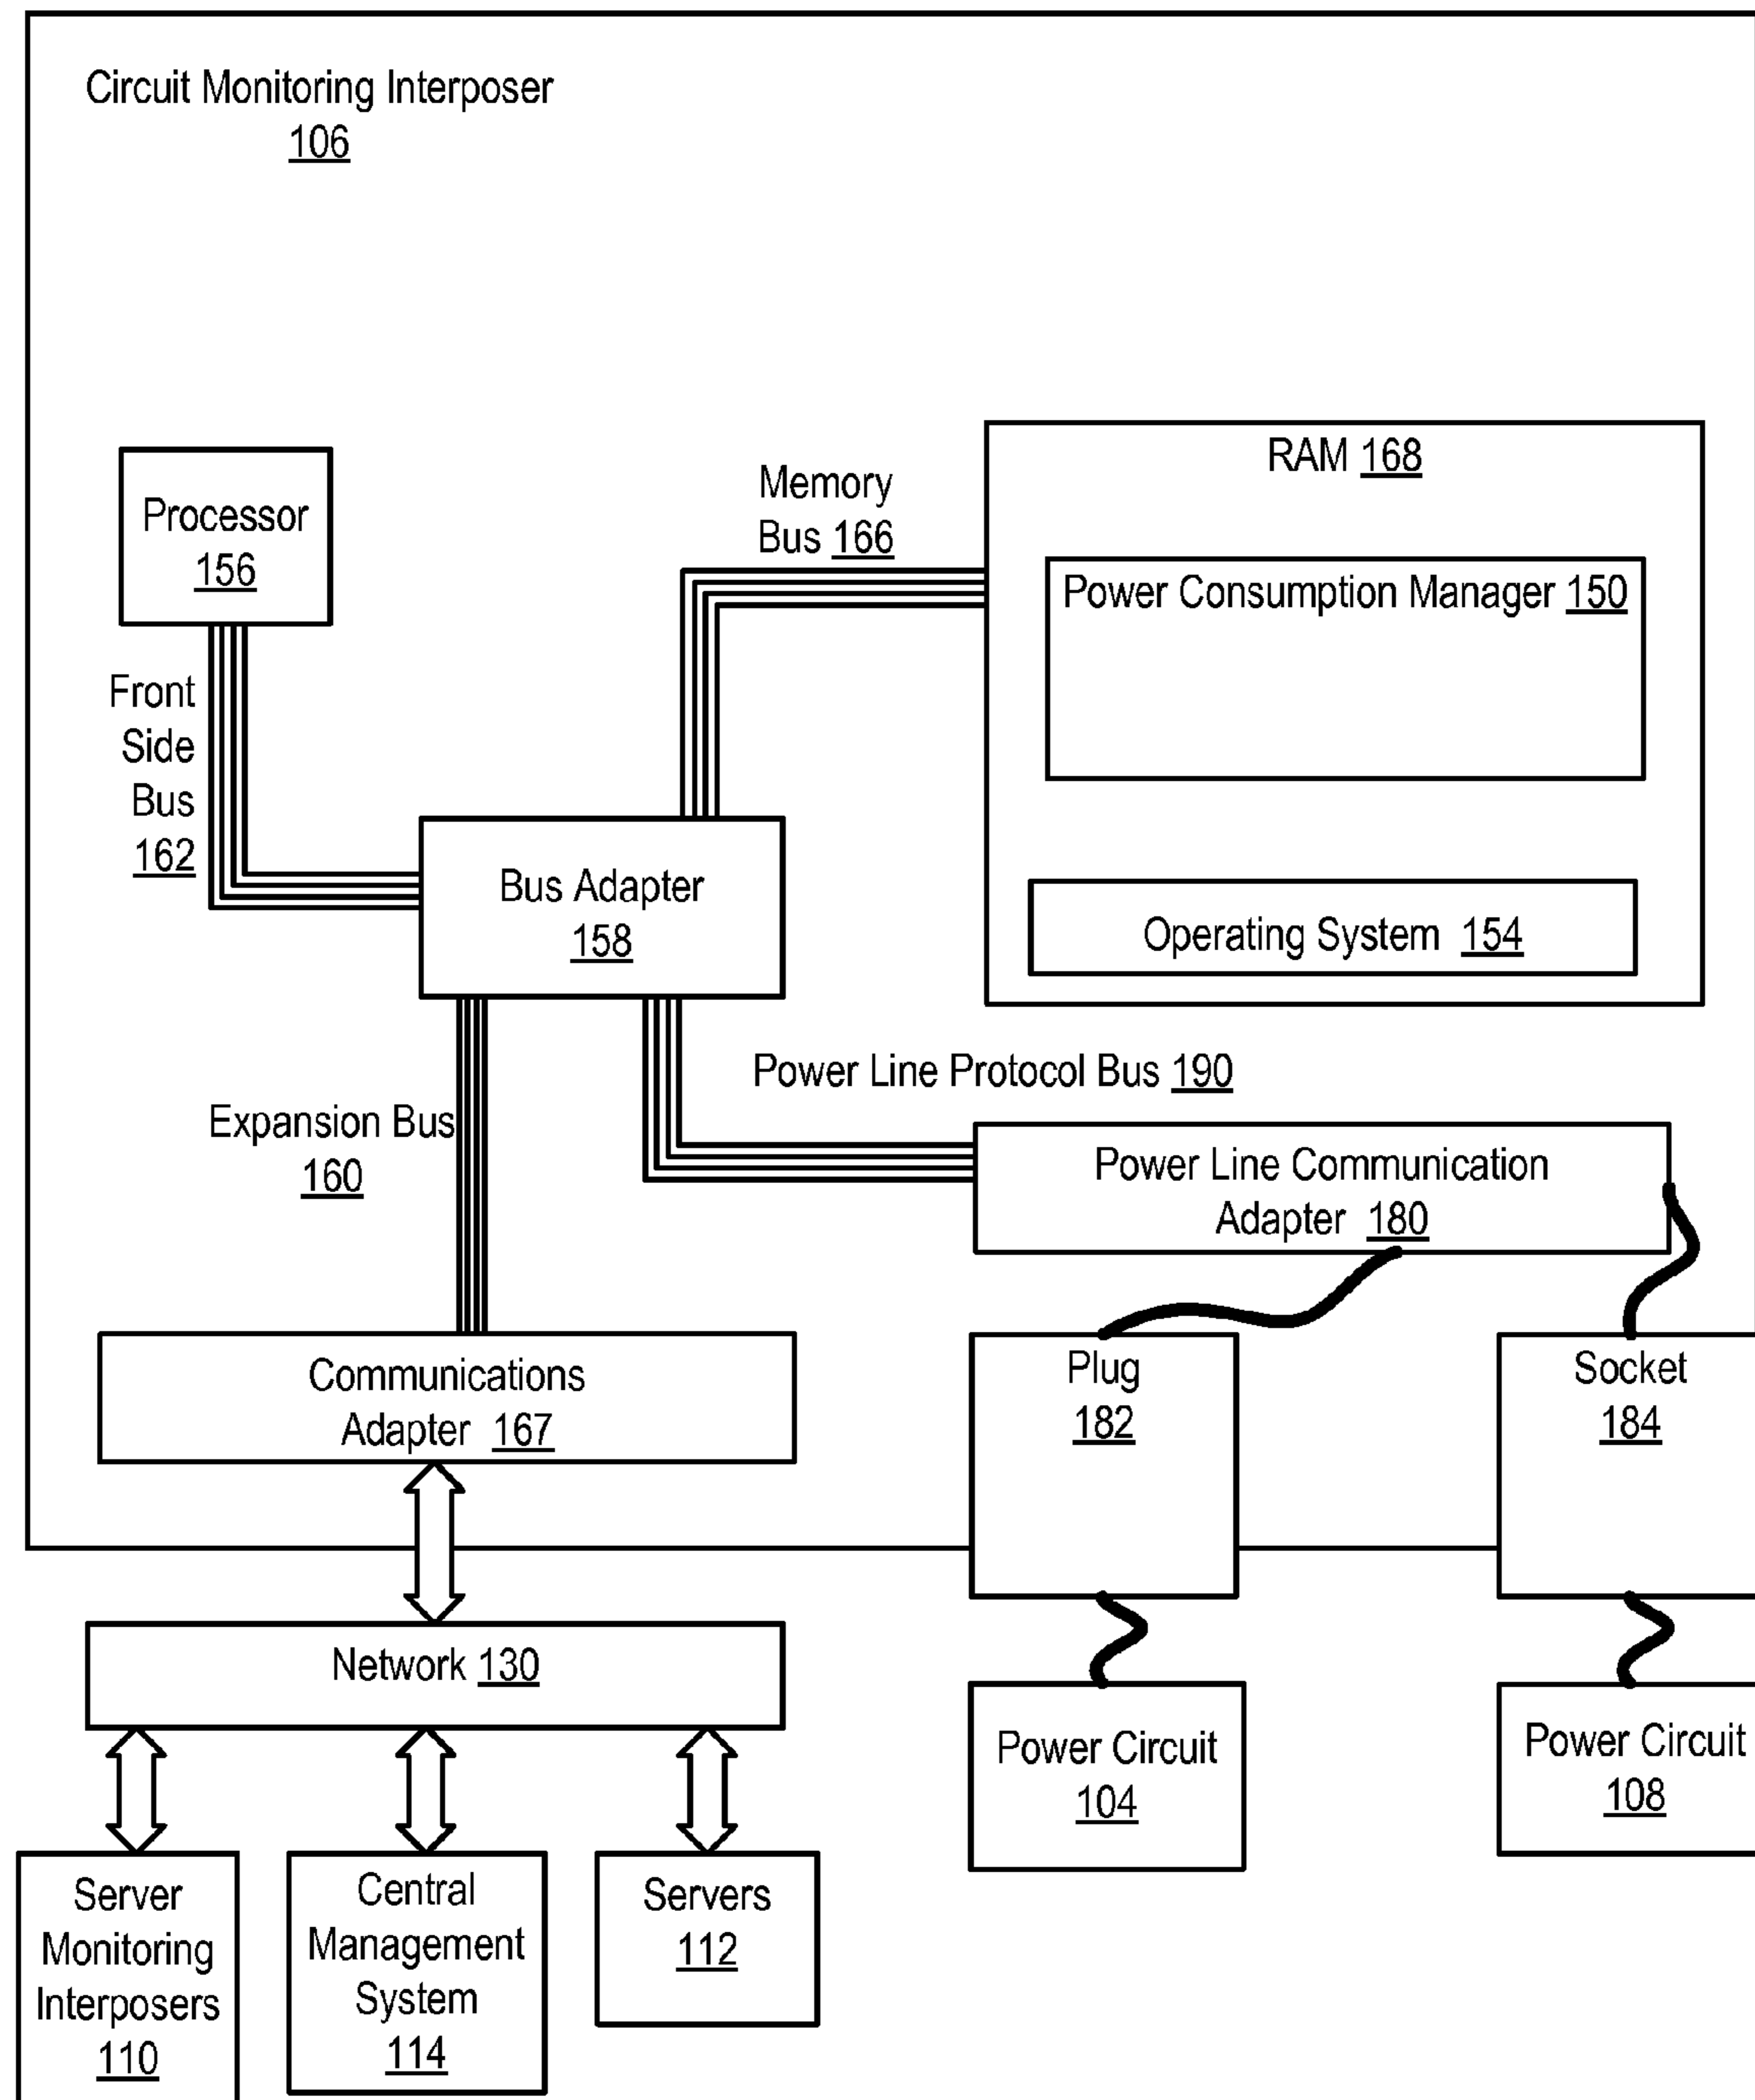 Circuit Monitoring Interposer
106
RAM 168
Memory
Bus 166
Processor
156
Power Consumption Manager 150
Front
Side
Bus
162
Bus Adapter
158
Operating System 154
Power Line Protocol Bus 190
Expansion Bus
160
Power Line Communication
Adapter 180
Communications
Adapter 167
Plug
182
Socket
184
Network 130
Power Circuit
104
Power Circuit
108
Server
Monitoring
Interposers
110
Central
Management
System
114
Servers
112